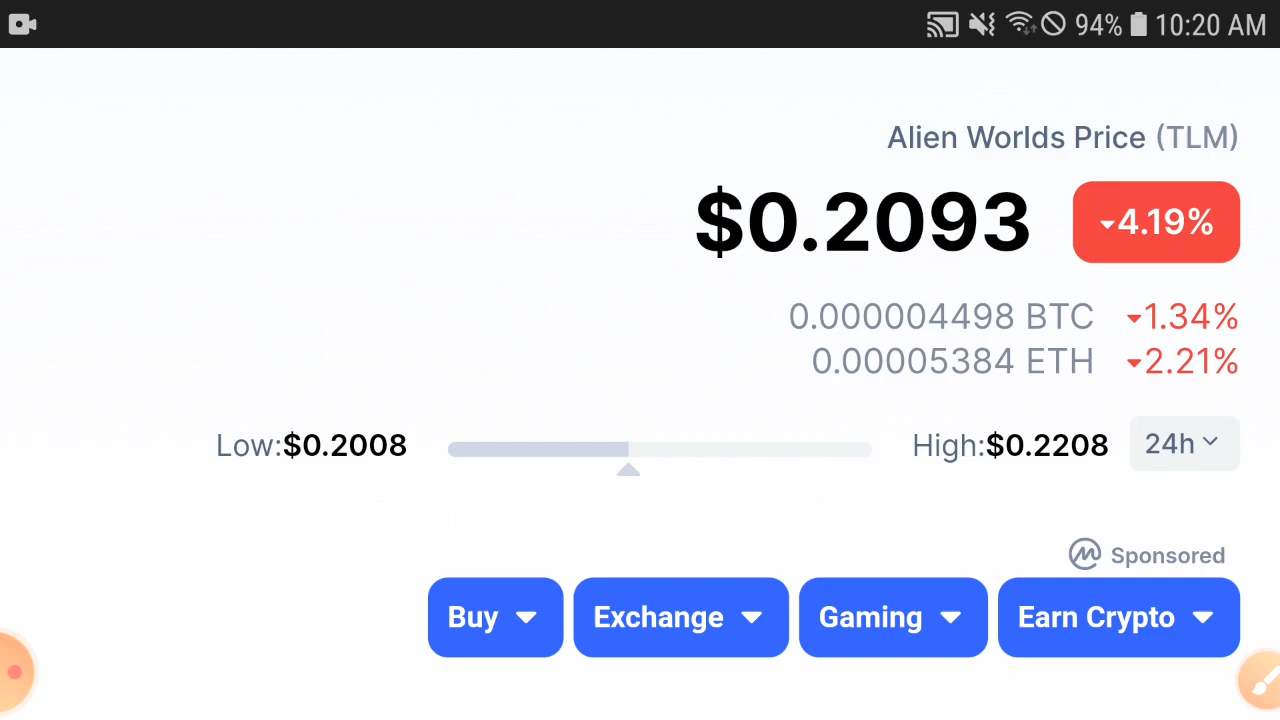 94% 10:20 AM
Alien Worlds Price (TLM)
$0.2093 4.19%
0.000004498 BTC 1.34%
0.00005384 ETH 2.21%
Low:$0.2008 High:$0.2208 24h
Sponsored
Buy Exchange Gaming Earn Crypto